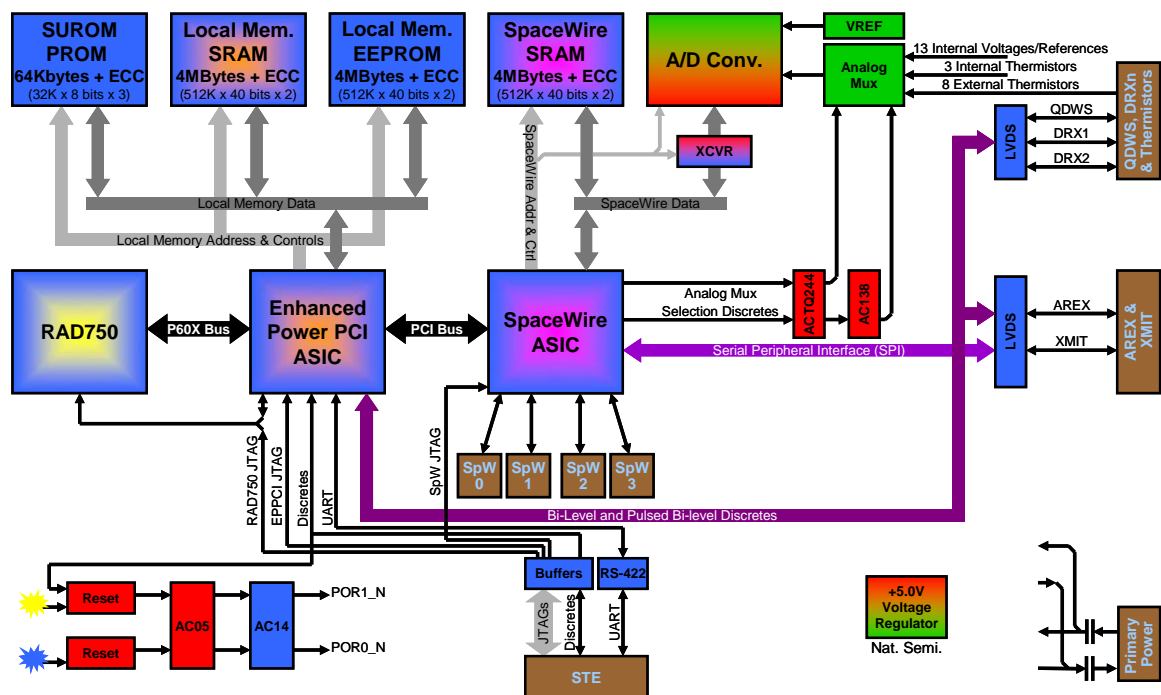 SUROM
PROM
64Kbytes + ECC
(32K x 8 bits x 3)
Local Mem.
SRAM
4MBytes + ECC
(512K x 40 bits x 2)
Local Mem.
EEPROM
4MBytes + ECC
(512K x 40 bits x 2)
SpaceWire
SRAM
4MBytes + ECC
(512K x 40 bits x 2)
A/D Conv.
VREF
Analog
Mux
13 Internal Voltages/References
3 Internal Thermistors
8 External Thermistors
QDWS, DRXn
& Thermistors
LVDS
QDWS
DRX1
DRX2
XCVR
SpaceWire Addr & Ctrl
Local Memory Data
SpaceWire Data
Local Memory Address & Controls
RAD750
P60X Bus
Enhanced
Power PCI
ASIC
PCI Bus
SpaceWire
ASIC
Analog Mux
Selection Discretes
ACTQ244
AC138
Serial Peripheral Interface (SPI)
LVDS
AREX
XMIT
AREX &
XMIT
RAD750 JTAG
EPPCI JTAG
Discretes
UART
SpW JTAG
SpW
0
SpW
1
SpW
2
SpW
3
Bi-Level and Pulsed Bi-level Discretes
Buffers
RS-422
Reset
AC05
AC14
POR1_N
Reset
POR0_N
JTAGs
Discretes
UART
STE
+5.0V
Voltage
Regulator
Nat. Semi.
Primary
Power